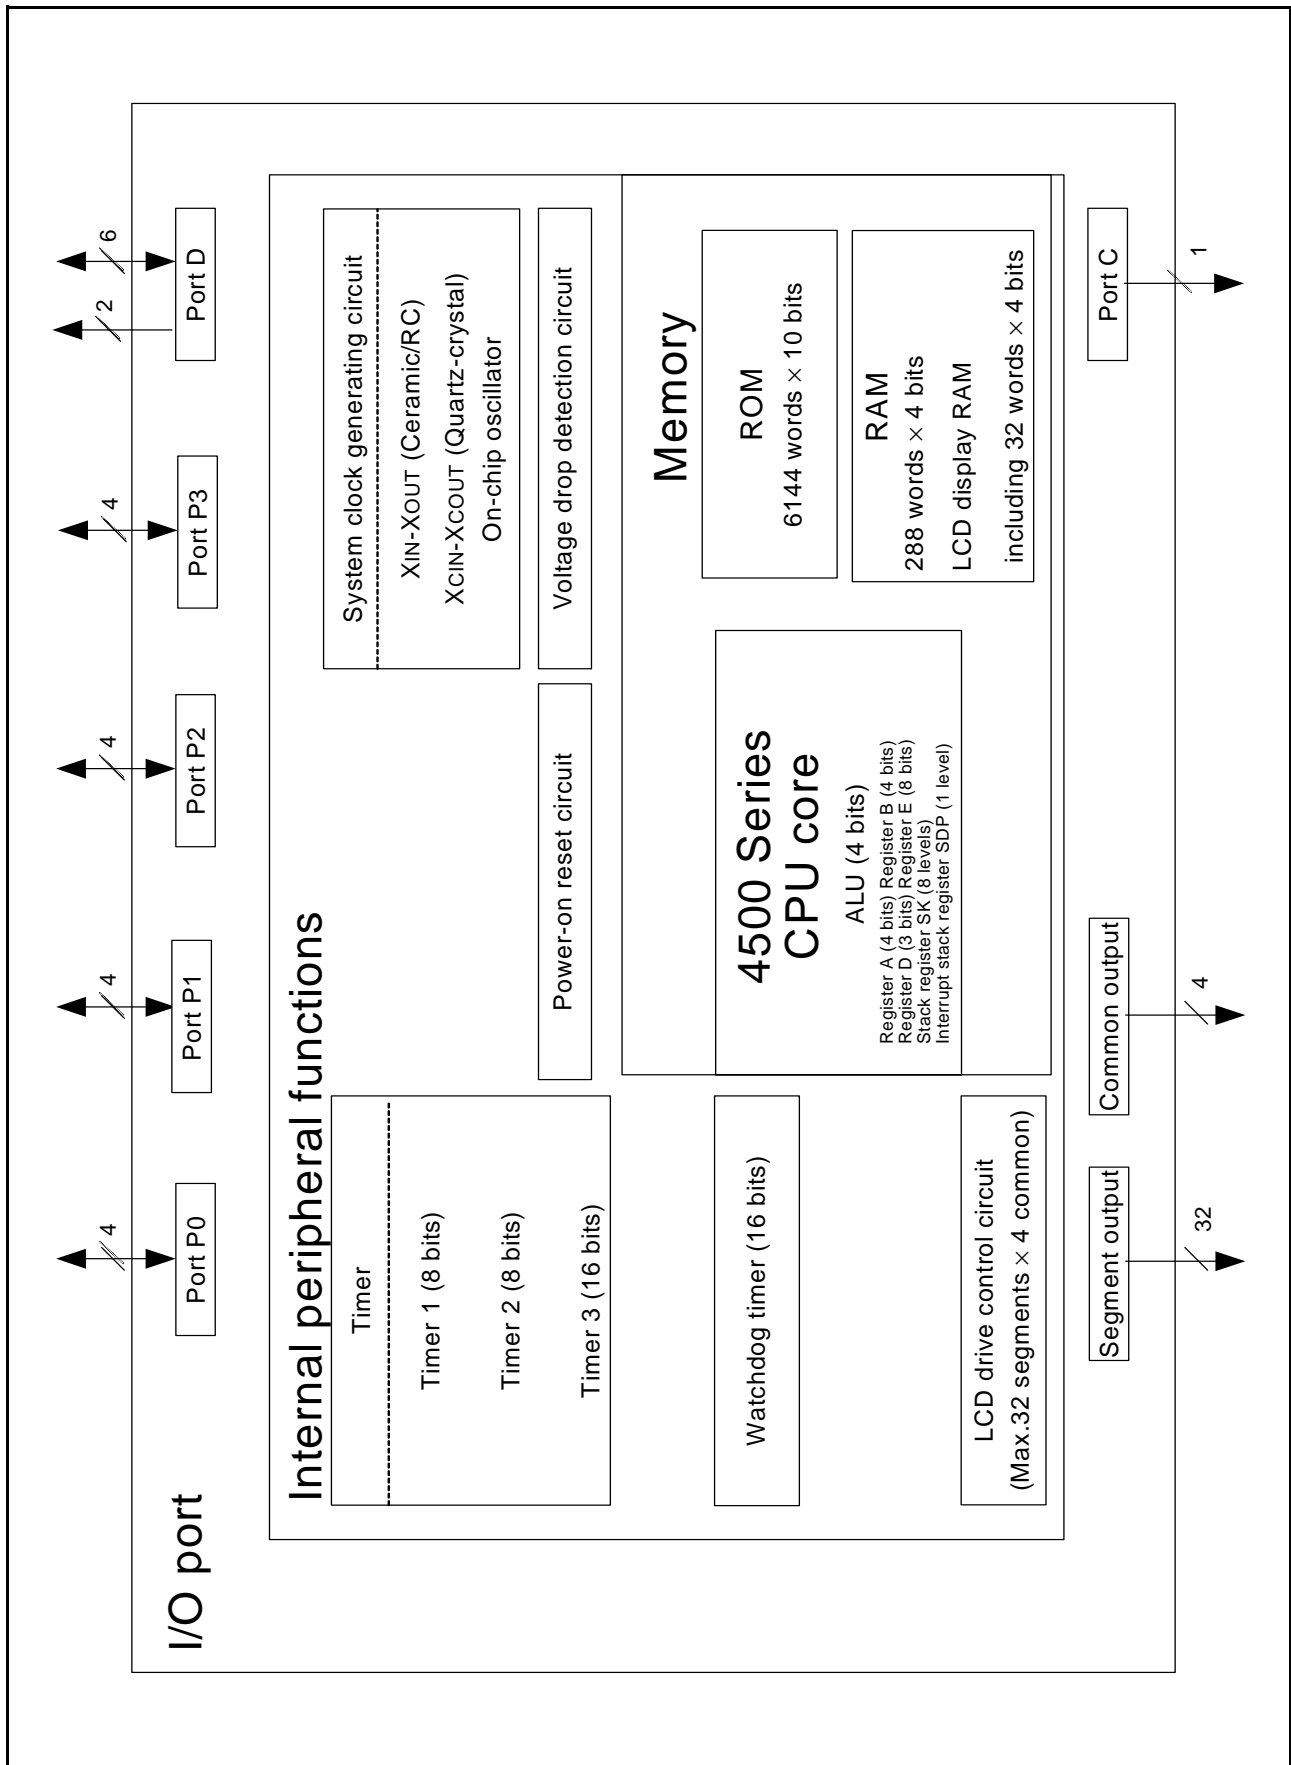 I/O port
4
4
4
4
2
6
Port P0
Port P1
Port P2
Port P3
Port D
Internal peripheral functions
Timer
Timer 1 (8 bits)
Timer 2 (8 bits)
Timer 3 (16 bits)
System clock generating circuit
XIN-XOUT (Ceramic/RC)
XCIN-XCOUT (Quartz-crystal)
On-chip oscillator
Power-on reset circuit
Voltage drop detection circuit
Watchdog timer (16 bits)
LCD drive control circuit
(Max.32 segments × 4 common)
4500 Series
CPU core
ALU (4 bits)
Register A (4 bits) Register B (4 bits)
Register D (3 bits) Register E (8 bits)
Stack register SK (8 levels)
Interrupt stack register SDP (1 level)
Memory
ROM
6144 words × 10 bits
RAM
288 words × 4 bits
LCD display RAM
including 32 words × 4 bits
Segment output
Common output
Port C
32
4
1